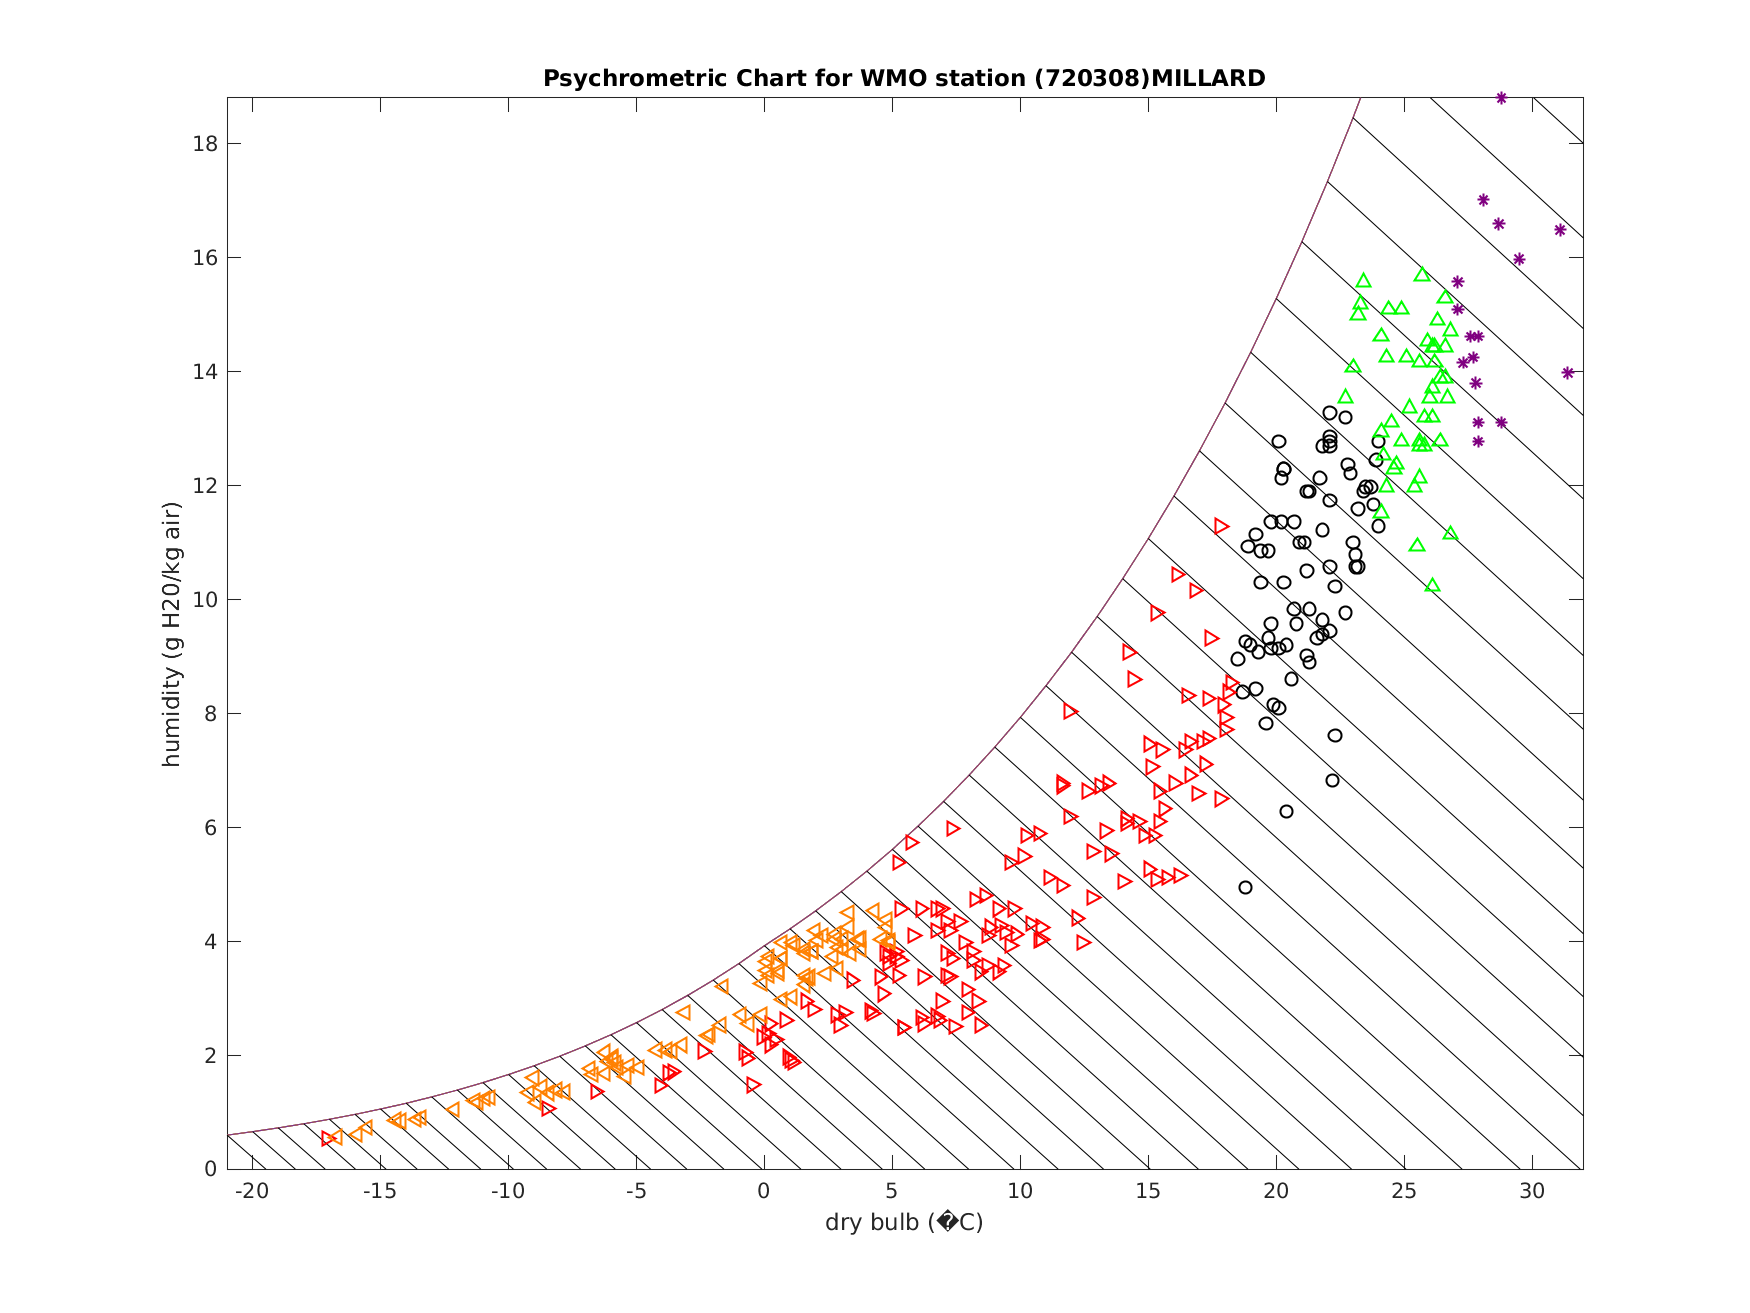 Psychrometric Chart for WMO station (720308)MILLARD
humidity (g H20/kg air)
18
16
14
12
10
8
6
4
2
0
-20 -15 -10 -5 0 5 10 15 20 25 30
dry bulb (�C)